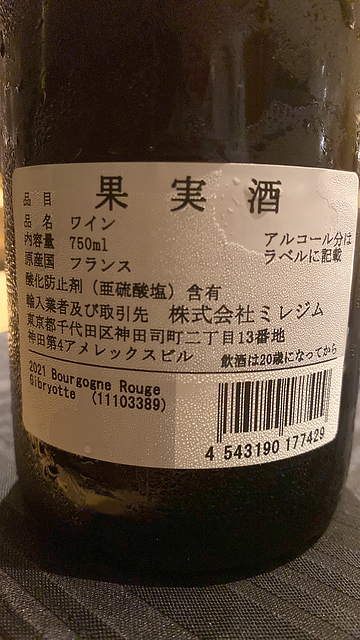 品目 果実酒
品名 ワイン
内容量 750ml アルコール分は
原産国 フランス ラベルに記載
酸化防止剤（亜硫酸塩）含有
輸入業者及び取引先 株式会社ミレジム
東京都千代田区神田司町二丁目13番地
神田第4アメレックスビル 飲酒は20歳になってから
2021 Bourgogne Rouge
Gibryotte (11103389)
4 543190 177429